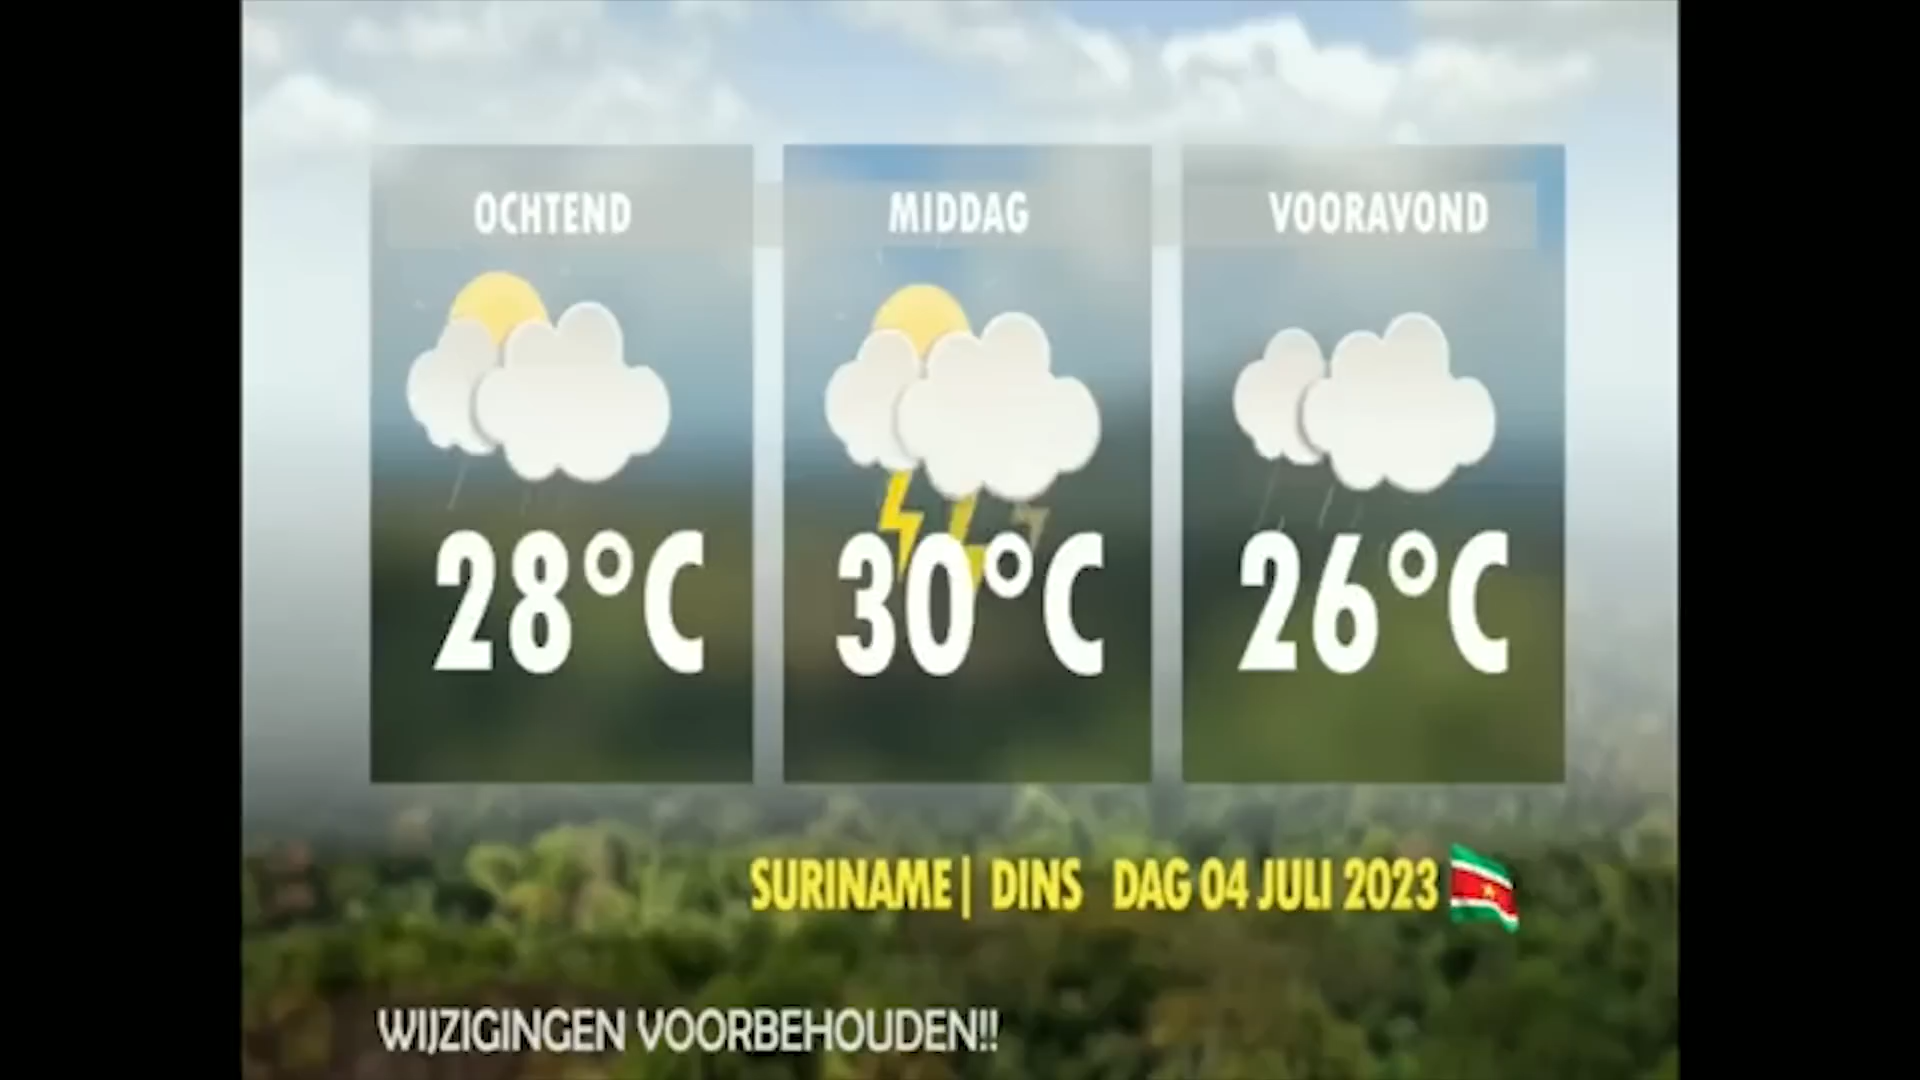 OCHTEND
MIDDAG
VOORAVOND
28°C
30°C
26°C
SURINAME| DINS DAG 04 JULI 2023
WIJZIGINGEN VOORBEHOUDEN!!